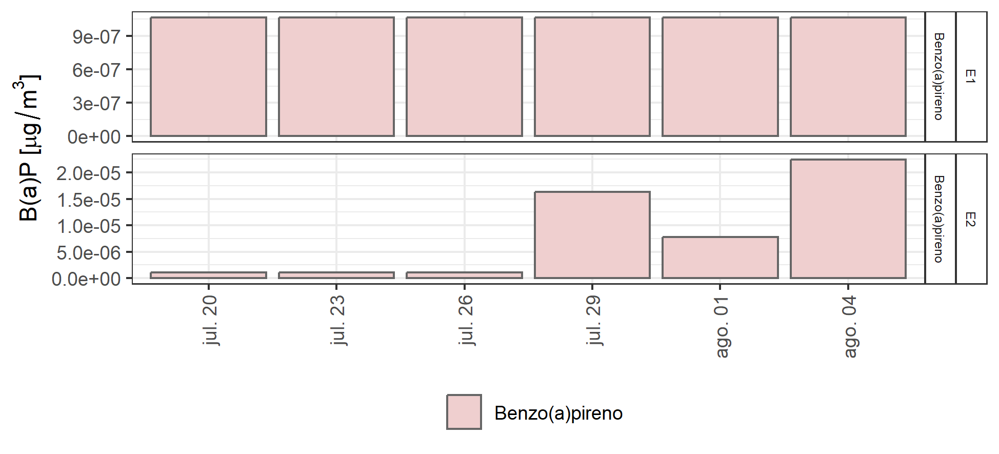 B(a)P [μg/m³]
9e-07
6e-07
3e-07
0e+00
Benzo(a)pireno
E1
2.0e-05
1.5e-05
1.0e-05
5.0e-06
0.0e+00
Benzo(a)pireno
E2
jul. 20
jul. 23
jul. 26
jul. 29
ago. 01
ago. 04
Benzo(a)pireno